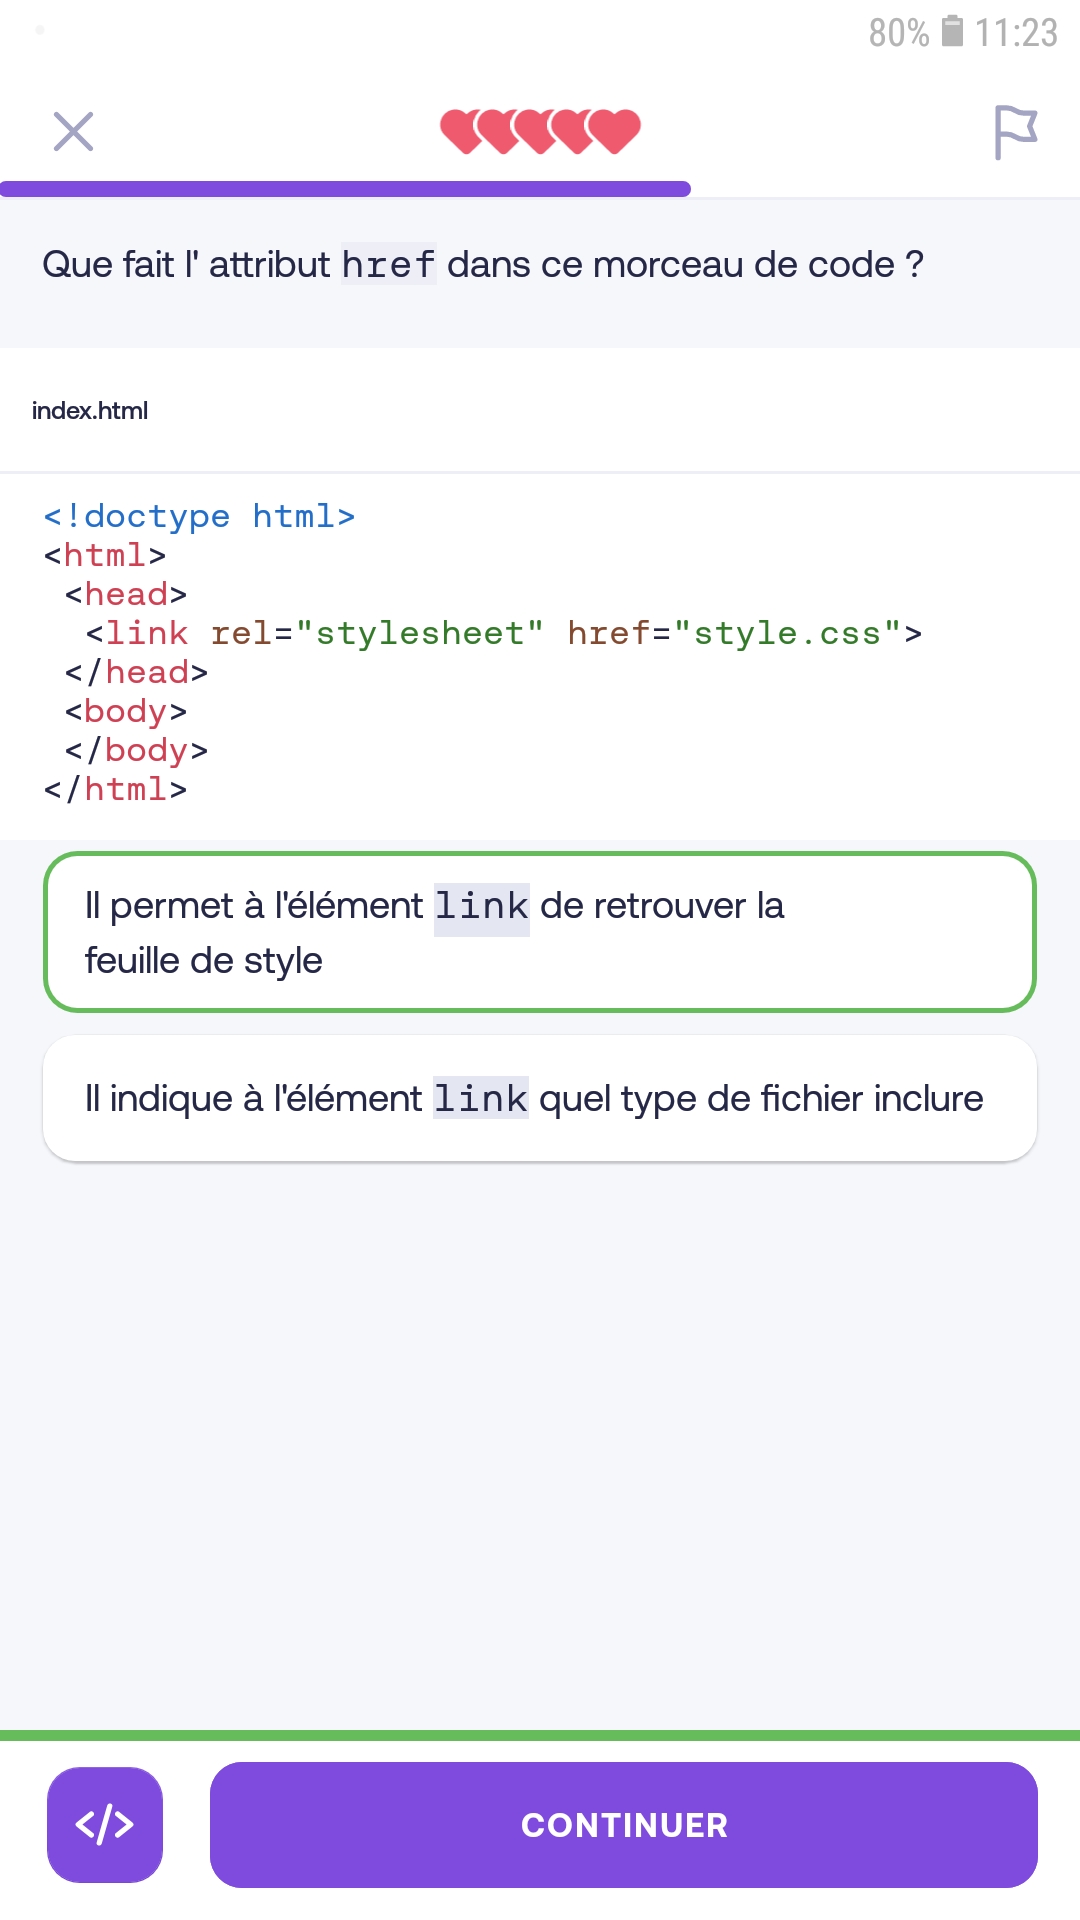 80% 11:23
Que fait l' attribut href dans ce morceau de code ?
index.html
<!doctype html>
<html>
 <head>
  <link rel="stylesheet" href="style.css">
 </head>
 <body>
 </body>
</html>
Il permet à l'élément link de retrouver la
feuille de style
Il indique à l'élément link quel type de fichier inclure
</> CONTINUER